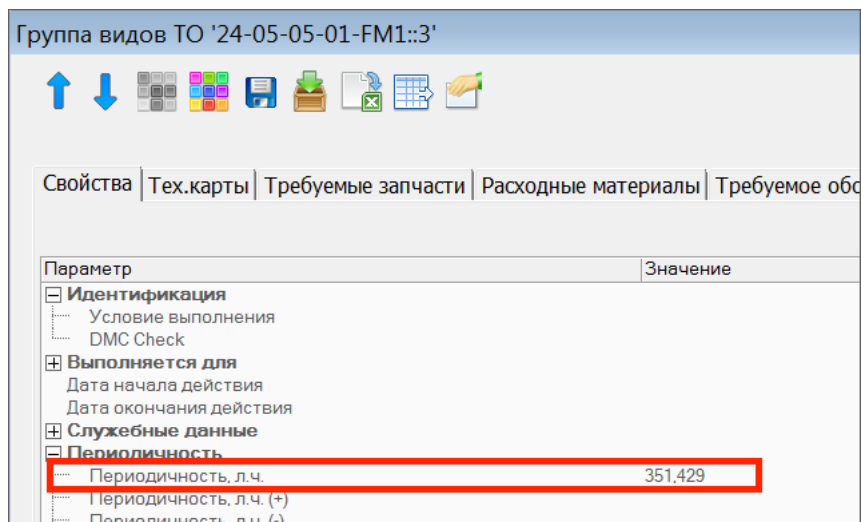 Группа видов ТО '24-05-05-01-FM1::3'
Свойства Тех.карты Требуемые запчасти Расходные материалы Требуемое обо
Параметр Значение
Идентификация
Условие выполнения
DMC Check
Выполняется для
Дата начала действия
Дата окончания действия
Служебные данные
Периодичность
Периодичность, л.ч. 351,429
Периодичность, л.ч. (+)
Периодичность, л.ч. (-)